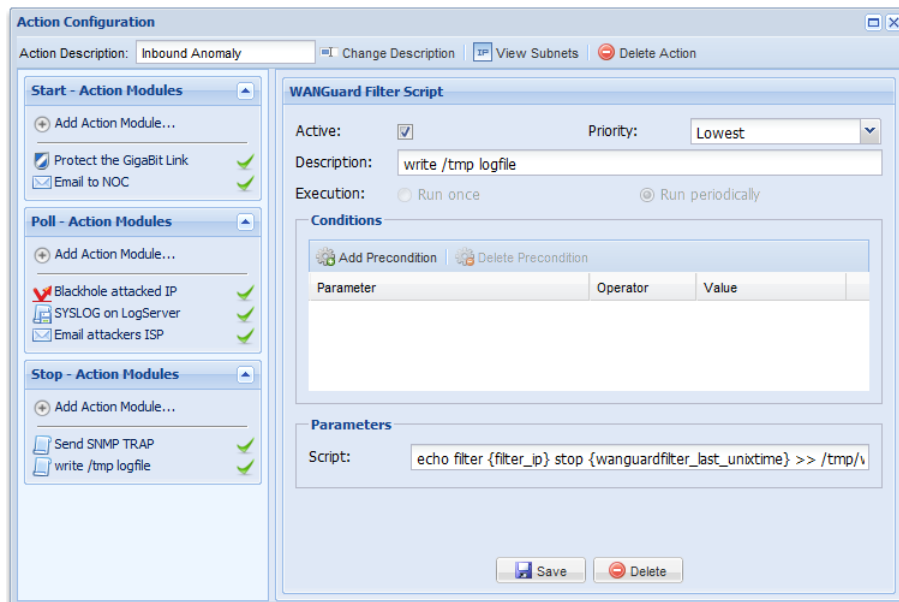 Action Configuration
Action Description: Inbound Anomaly Change Description IP View Subnets Delete Action
Start - Action Modules
Add Action Module...
Protect the GigaBit Link
Email to NOC
Poll - Action Modules
Add Action Module...
Blackhole attacked IP
SYSLOG on LogServer
Email attackers ISP
Stop - Action Modules
Add Action Module...
Send SNMP TRAP
write /tmp logfile
WANGuard Filter Script
Active: Priority: Lowest
Description: write /tmp logfile
Execution: Run once Run periodically
Conditions
Add Precondition Delete Precondition
Parameter Operator Value
Parameters
Script: echo filter {filter_ip} stop {wanguardfilter_last_unixtime} >> /tmp/
Save Delete